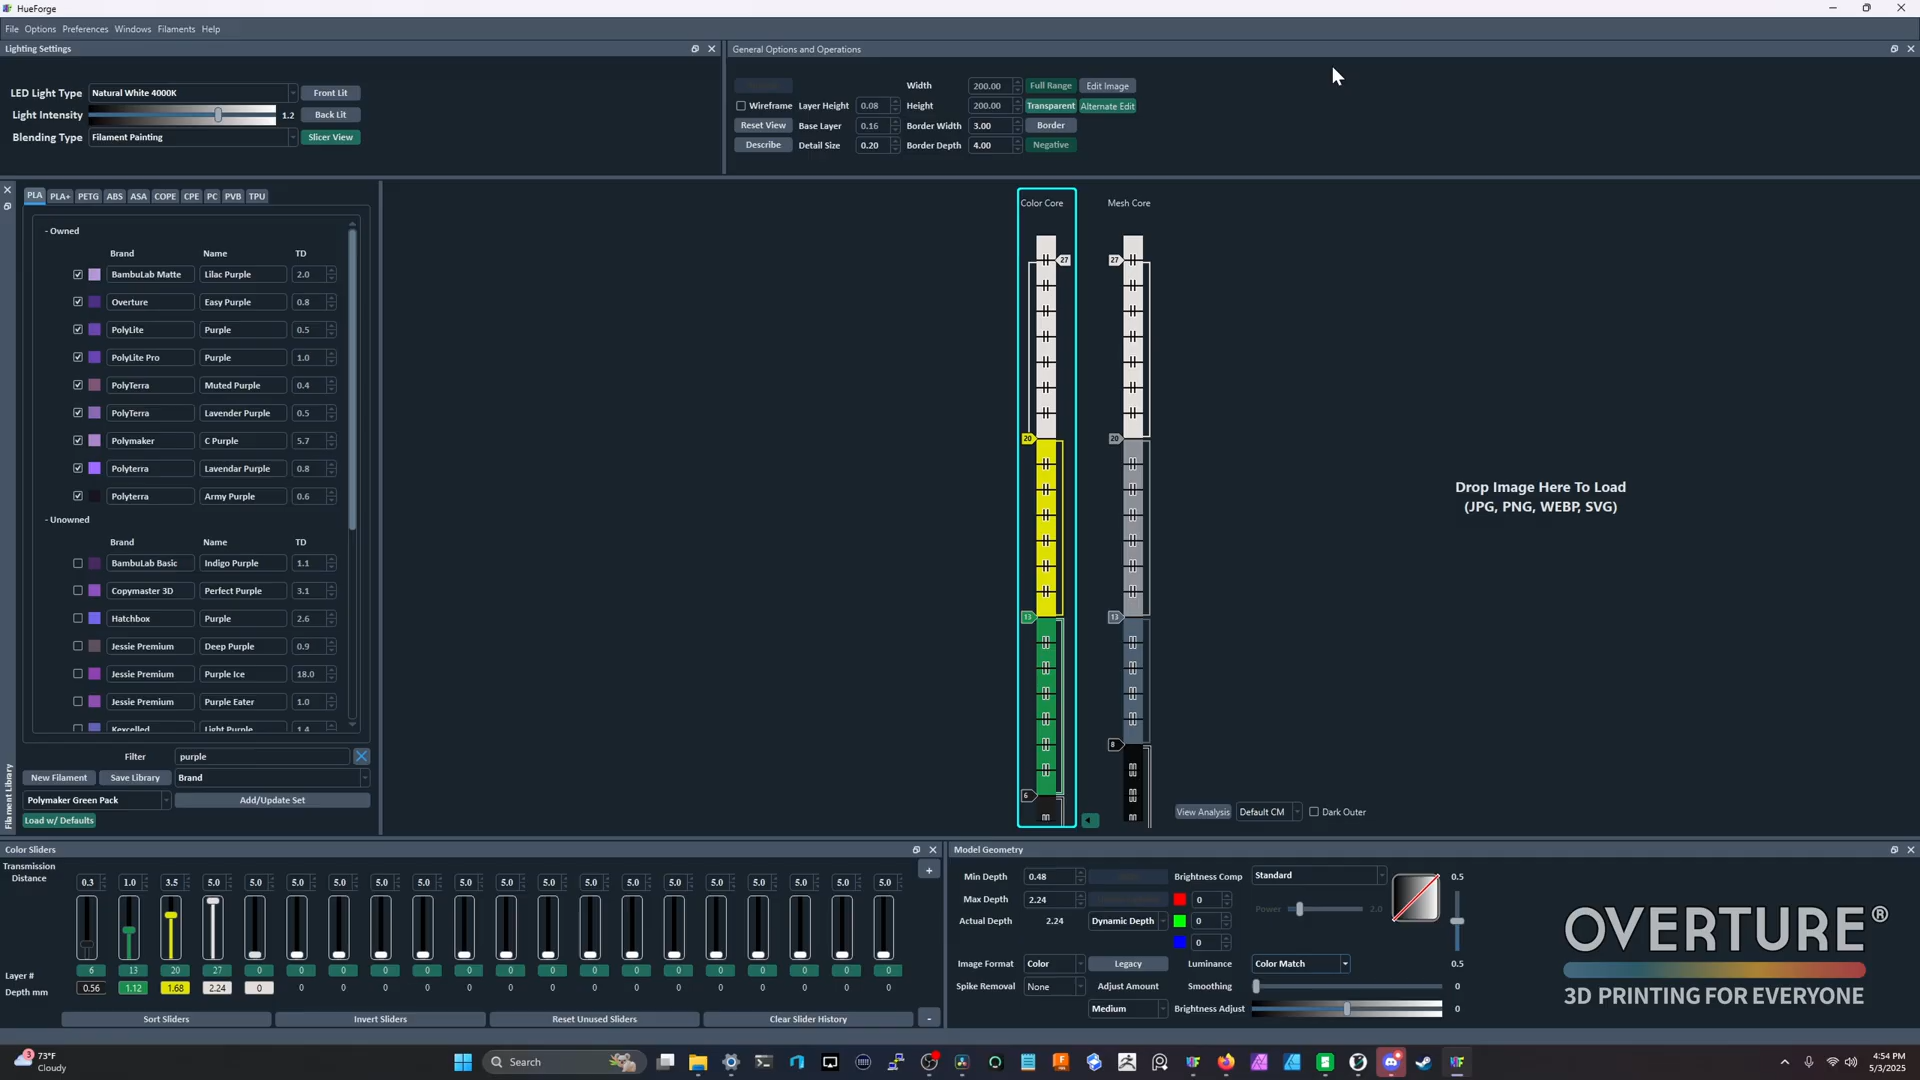 HueForge
File Options Preferences Windows Filaments Help
Lighting Settings
LED Light Type Natural White 4000K Front Lit
Light Intensity 1.2 Back Lit
Blending Type Filament Painting Slicer View
General Options and Operations
Width 200.00 Full Range Edit Image
Wireframe Layer Height 0.08 Height 200.00 Transparent Alternate Edit
Reset View Base Layer 0.16 Border Width 3.00 Border
Describe Detail Size 0.20 Border Depth 4.00 Negative
PLA PLA+ PETG ABS ASA COPE CPE PC PVB TPU
- Owned
Brand Name TD
BambuLab Matte Lilac Purple 2.0
Overture Easy Purple 0.8
PolyLite Purple 0.5
PolyLite Pro Purple 1.0
PolyTerra Muted Purple 0.4
PolyTerra Lavender Purple 0.5
Polymaker C Purple 5.7
Polyterra Lavendar Purple 0.8
Polyterra Army Purple 0.6
- Unowned
Brand Name TD
BambuLab Basic Indigo Purple 1.1
Copymaster 3D Perfect Purple 3.1
Hatchbox Purple 2.6
Jessie Premium Deep Purple 0.9
Jessie Premium Purple Ice 18.0
Jessie Premium Purple Eater 1.0
Kexcelled Light Purple 1.4
Filter purple
New Filament Save Library Brand
Polymaker Green Pack Add/Update Set
Load w/ Defaults
Filament Library
Color Core Mesh Core
27 27
20 20
13 13
8
6
Drop Image Here To Load
(JPG, PNG, WEBP, SVG)
View Analysis Default CM Dark Outer
Color Sliders
Transmission
Distance
0.3 1.0 3.5 5.0 5.0 5.0 5.0 5.0 5.0 5.0 5.0 5.0 5.0 5.0 5.0 5.0 5.0 5.0 5.0 5.0 +
Layer # 6 13 20 27 0 0 0 0 0 0 0 0 0 0 0 0 0 0 0 0
Depth mm 0.56 1.12 1.68 2.24 0 0 0 0 0 0 0 0 0 0 0 0 0 0 0 0
Sort Sliders Invert Sliders Reset Unused Sliders Clear Slider History -
Model Geometry
Min Depth 0.48 Brightness Comp Standard 0.5
Max Depth 2.24 0 Power 2.0
Actual Depth 2.24 Dynamic Depth 0
0
Image Format Color Legacy Luminance Color Match 0.5
Spike Removal None Adjust Amount Smoothing 0
Medium Brightness Adjust 0
OVERTURE®
3D PRINTING FOR EVERYONE
3
73°F
Cloudy
Search
4:54 PM
5/3/2025